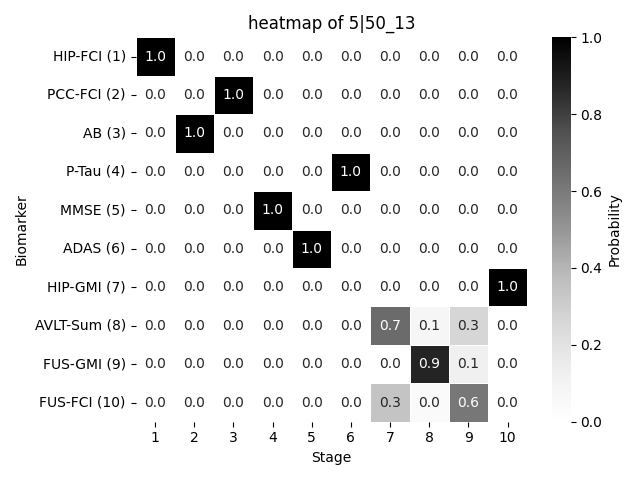 heatmap of 5|50_13
HIP-FCI (1) 1.0 0.0 0.0 0.0 0.0 0.0 0.0 0.0 0.0 0.0
PCC-FCI (2) 0.0 0.0 1.0 0.0 0.0 0.0 0.0 0.0 0.0 0.0
AB (3) 0.0 1.0 0.0 0.0 0.0 0.0 0.0 0.0 0.0 0.0
P-Tau (4) 0.0 0.0 0.0 0.0 0.0 1.0 0.0 0.0 0.0 0.0
MMSE (5) 0.0 0.0 0.0 1.0 0.0 0.0 0.0 0.0 0.0 0.0
ADAS (6) 0.0 0.0 0.0 0.0 1.0 0.0 0.0 0.0 0.0 0.0
HIP-GMI (7) 0.0 0.0 0.0 0.0 0.0 0.0 0.0 0.0 0.0 1.0
AVLT-Sum (8) 0.0 0.0 0.0 0.0 0.0 0.0 0.7 0.1 0.3 0.0
FUS-GMI (9) 0.0 0.0 0.0 0.0 0.0 0.0 0.0 0.9 0.1 0.0
FUS-FCI (10) 0.0 0.0 0.0 0.0 0.0 0.0 0.3 0.0 0.6 0.0
1 2 3 4 5 6 7 8 9 10
Stage
Biomarker
1.0
0.8
0.6
0.4
0.2
0.0
Probability